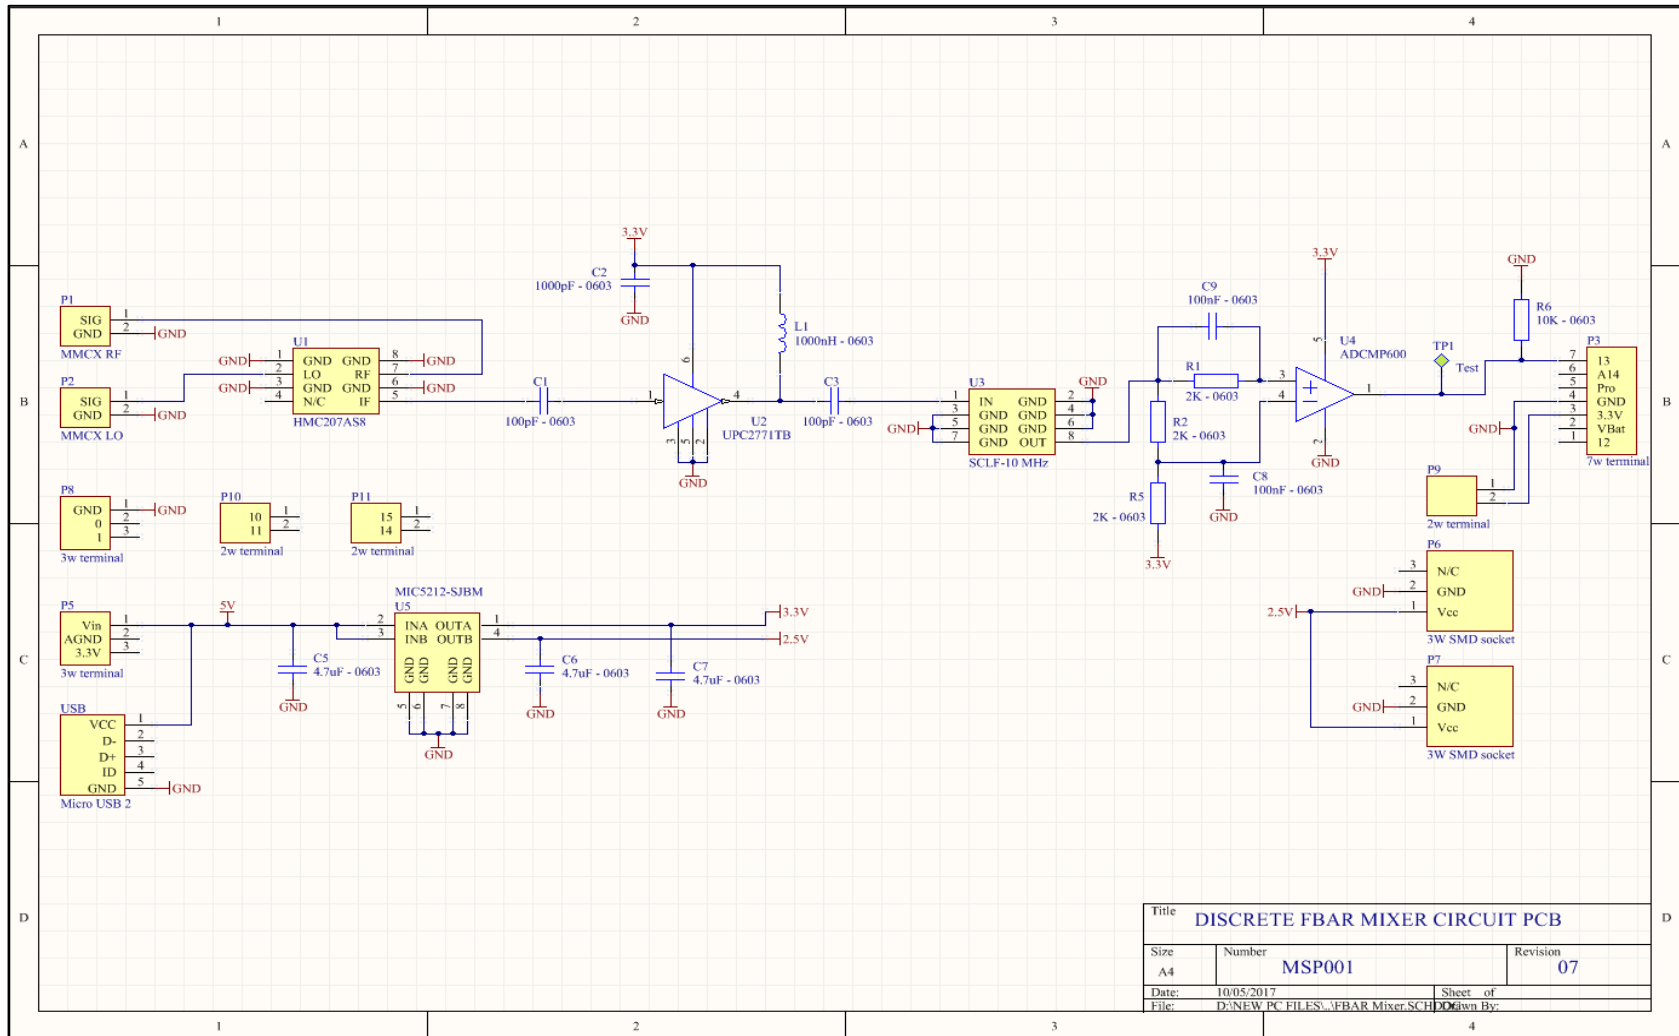 1 2 3 4
A A
B B
C C
D D
1 2 3 4
P1
SIG 1
GND 2 GND
MMCX RF
P2
SIG 1
GND 2 GND
MMCX LO
U1
GND 1 GND GND 8 GND
2 LO RF 7
GND 3 GND GND 6 GND
4 N/C IF 5
HMC207AS8
C1
100pF - 0603
3.3V
C2
1000pF - 0603
GND
L1
1000nH - 0603
6
1 4
3 5 2
U2
UPC2771TB
GND
C3
100pF - 0603
U3
GND
1 IN GND 2
3 GND GND 4
GND 5 GND GND 6
7 GND OUT 8
SCLF-10 MHz
C9
100nF - 0603
R1
2K - 0603
R2
2K - 0603
R5
2K - 0603
3.3V
C8
100nF - 0603
GND
3.3V
5
U4
ADCMP600
3
4
1
2
GND
TP1
Test
GND
R6
10K - 0603
P3
7 13
6 A14
5 Pro
4 GND
3 3.3V
2 VBat
1 12
7w terminal
GND
P9
1
2
2w terminal
P8
GND 1 GND
0 2
1 3
3w terminal
P10
10 1
11 2
2w terminal
P11
15 1
14 2
2w terminal
P5
Vin 1
AGND 2
3.3V 3
3w terminal
5V
C5
4.7uF - 0603
GND
MIC5212-SJBM
U5
2 INA OUTA 1
3 INB OUTB 4
GND GND GND GND
5 6 7 8
GND
3.3V
2.5V
C6
4.7uF - 0603
GND
C7
4.7uF - 0603
GND
USB
VCC 1
D- 2
D+ 3
ID 4
GND 5 GND
Micro USB 2
P6
3 N/C
GND 2 GND
2.5V 1 Vcc
3W SMD socket
P7
3 N/C
GND 2 GND
1 Vcc
3W SMD socket
Title DISCRETE FBAR MIXER CIRCUIT PCB
Size Number Revision
A4 MSP001 07
Date: 10/05/2017 Sheet of
File: D:\NEW PC FILES\..\FBAR Mixer.SCHDOC Drawn By: